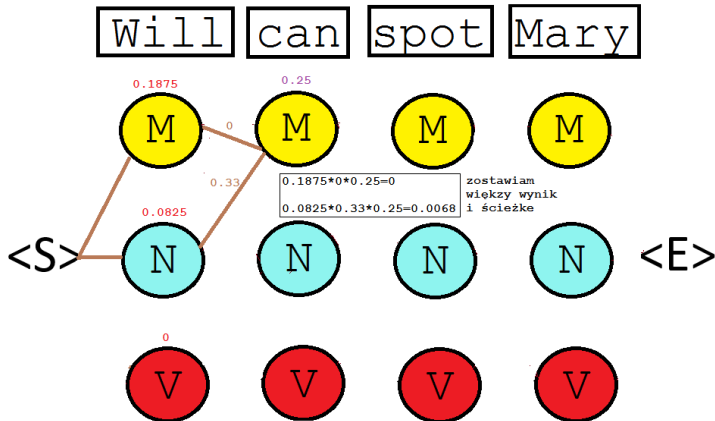 Will can spot Mary
0.1875 0.25
M 0 M M M
0.33
0.1875*0*0.25=0
0.0825*0.33*0.25=0.0068
zostawiam
większy wynik
i ścieżke
0.0825
<S> N N N N <E>
0
V V V V